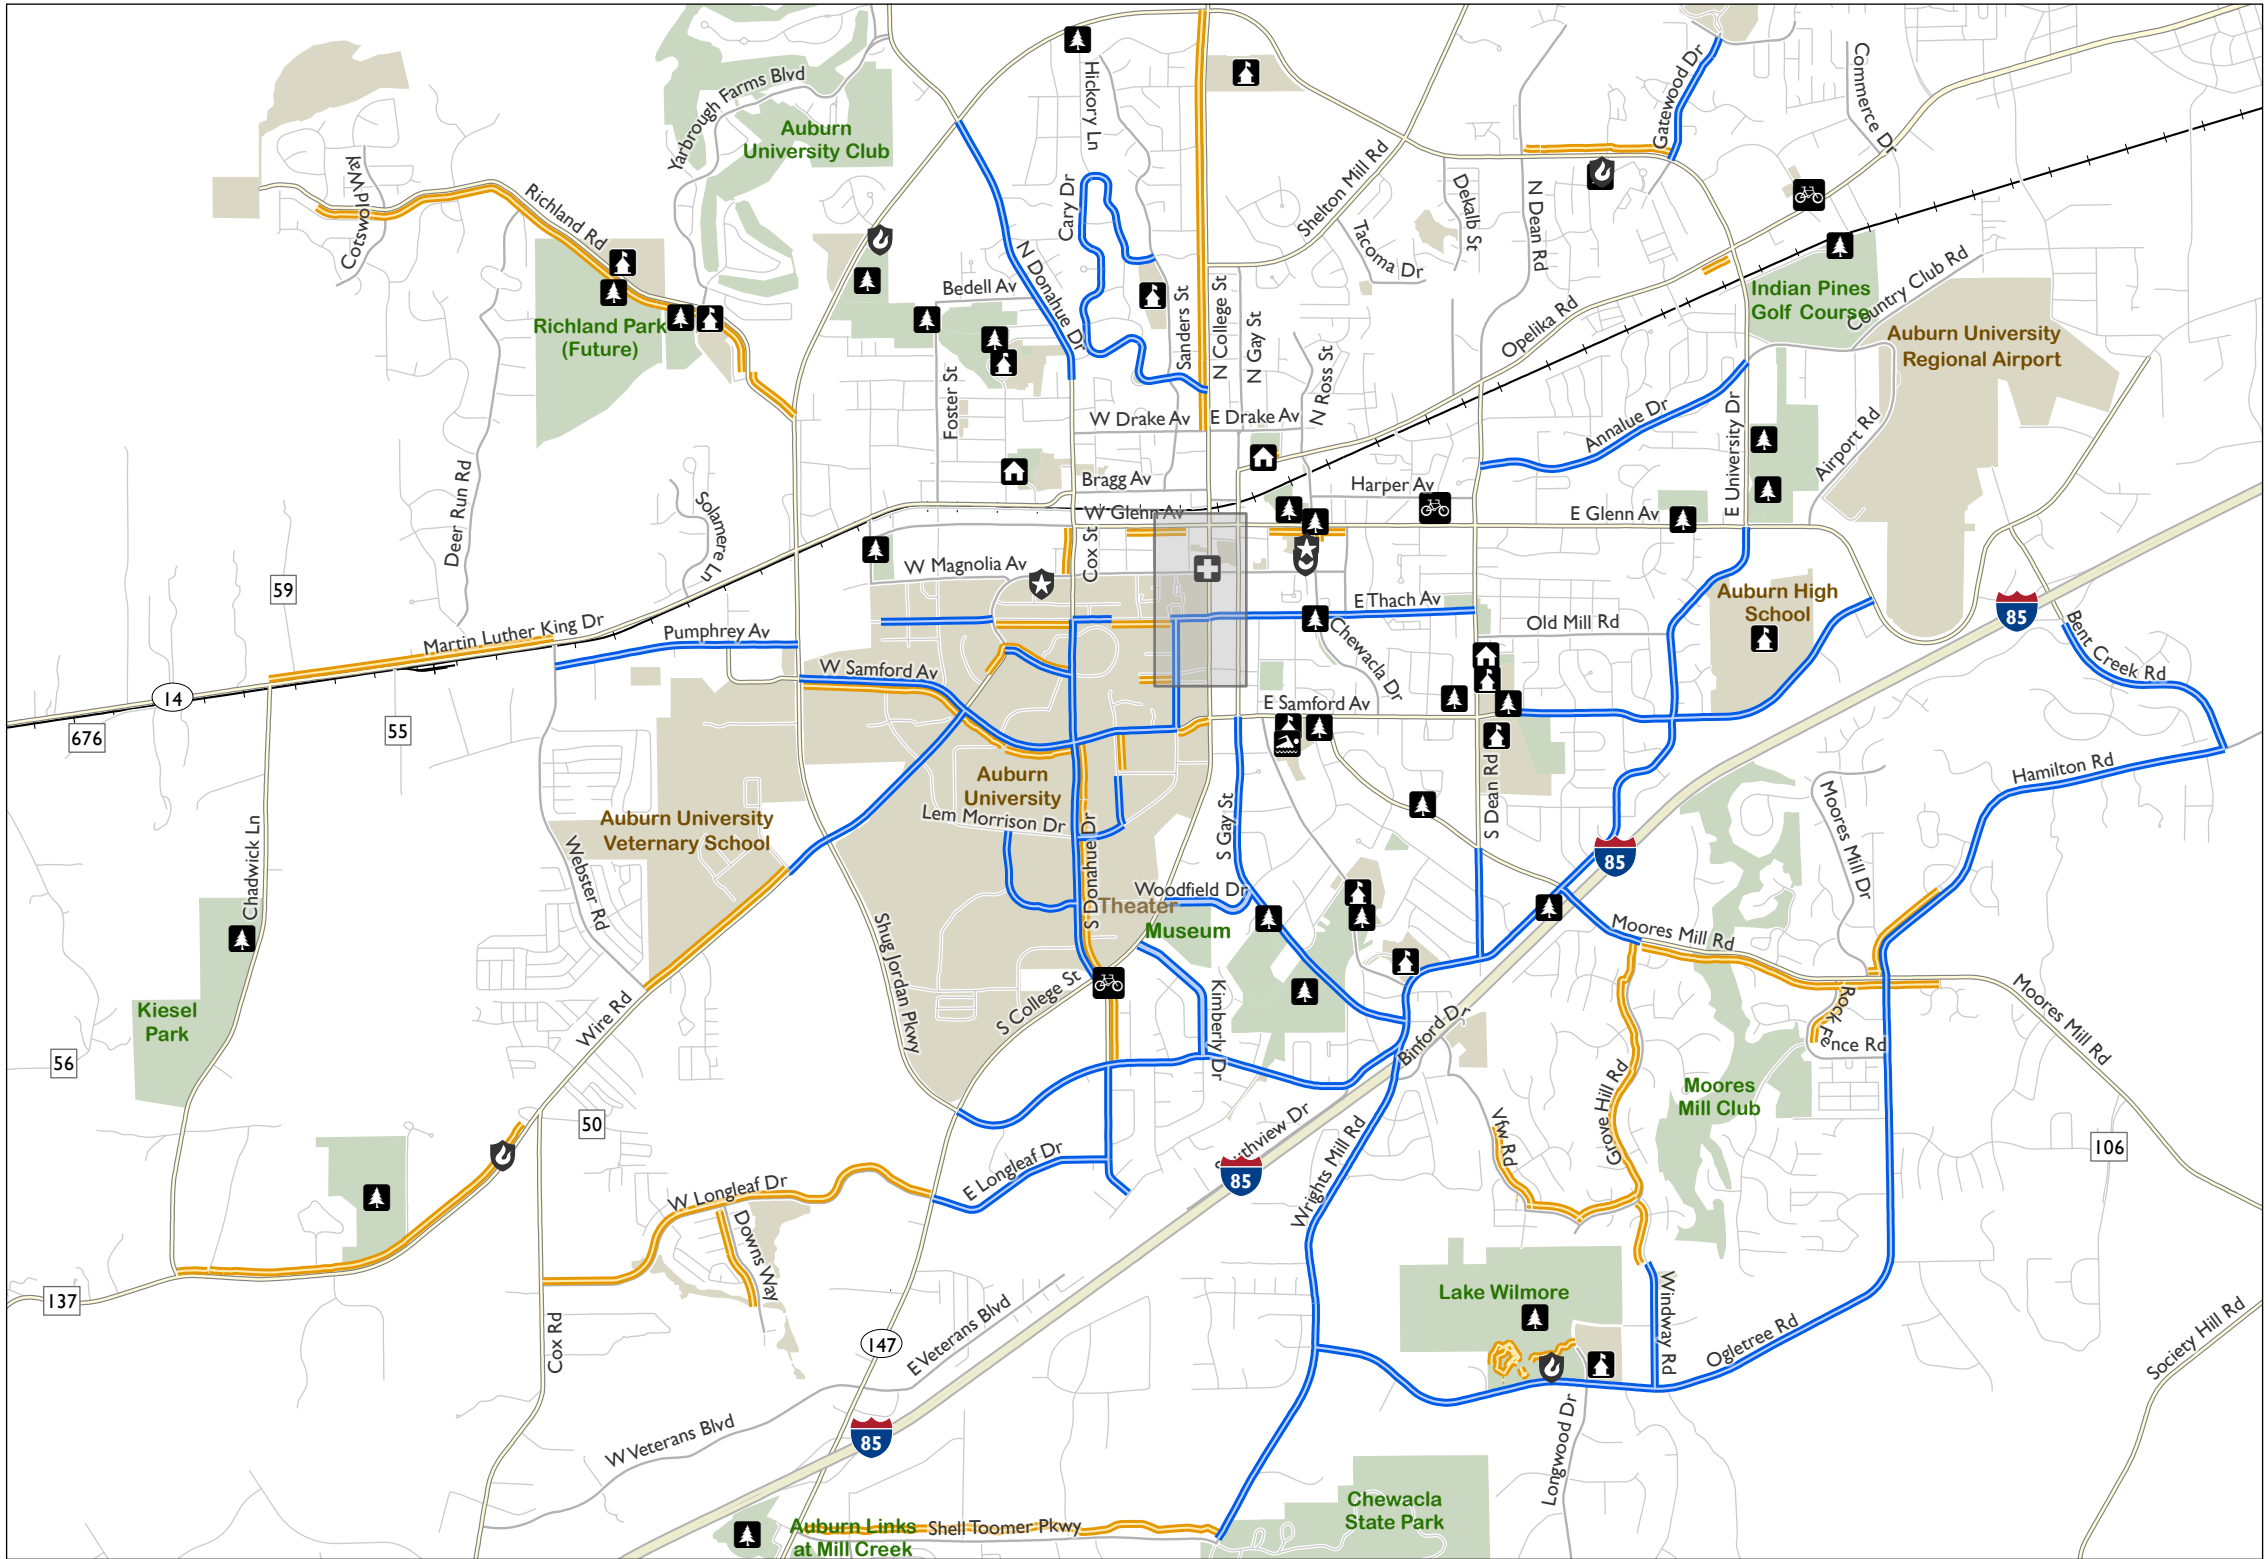 Yarbrough Farms Blvd
Auburn
University Club
Hickory Ln
Gatewood Dr
Commerce Dr
Cotswold Way
Richland Rd
Cary Dr
Shelton Mill Rd
Tacoma Dr
Dekalb St
N Dean Rd
N Donahue Dr
Bedell Av
Sanders St
N College St
N Gay St
N Ross St
Opelika Rd
Indian Pines
Golf Course
Country Club Rd
Auburn University
Regional Airport
Richland Park
(Future)
Foster St
W Drake Av
E Drake Av
Annalue Dr
E University Dr
Airport Rd
Deer Run Rd
Solamere Ln
Bragg Av
Harper Av
W Glenn Av
E Glenn Av
Cox St
W Magnolia Av
59
Martin Luther King Dr
Pumphrey Av
E Thach Av
Old Mill Rd
Auburn High
School
85
Bent Creek Rd
Chewacla Dr
W Samford Av
E Samford Av
14
676
55
Hamilton Rd
Auburn
University
Lem Morrison Dr
Auburn University
Veternary School
S Gay St
S Dean Rd
Moores Mill Dr
Chadwick Ln
Webster Rd
S Donahue Dr
85
Woodfield Dr
Theater
Museum
Shug Jordan Pkwy
Moores Mill Rd
S College St
Kimberly Dr
Binford Dr
Rock Fence Rd
Moores Mill Rd
Kiesel
Park
Wire Rd
56
50
Moores
Mill Club
Grove Hill Rd
Vfw Rd
106
Wrights Mill Rd
85
E Longleaf Dr
W Longleaf Dr
Downs Way
137
Cox Rd
Lake Wilmore
Windway Rd
Ogletree Rd
Society Hill Rd
147
E Veterans Blvd
W Veterans Blvd
85
Longwood Dr
Chewacla
State Park
Auburn Links
at Mill Creek
Shell Toomer Pkwy